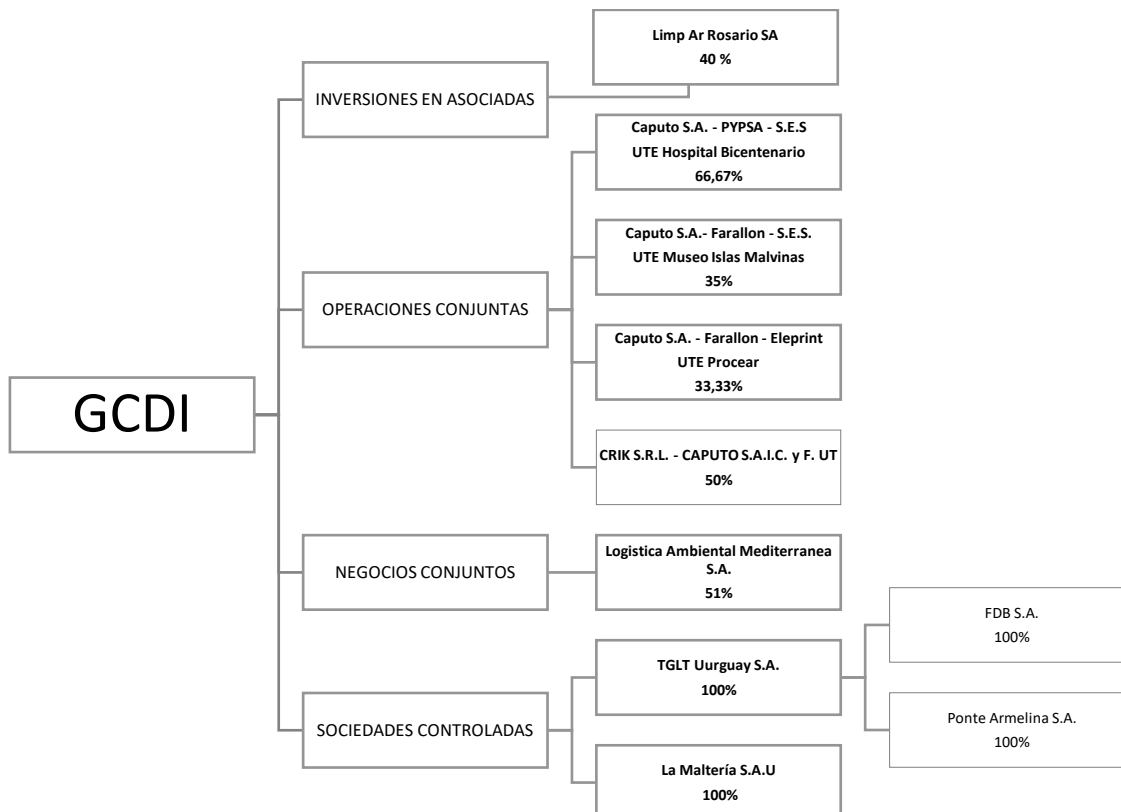 GCDI
INVERSIONES EN ASOCIADAS
Limp Ar Rosario SA
40 %
OPERACIONES CONJUNTAS
Caputo S.A. - PYPSA - S.E.S
UTE Hospital Bicentenario
66,67%
Caputo S.A.- Farallon - S.E.S.
UTE Museo Islas Malvinas
35%
Caputo S.A. - Farallon - Eleprint
UTE Procear
33,33%
CRIK S.R.L. - CAPUTO S.A.I.C. y F. UT
50%
NEGOCIOS CONJUNTOS
Logistica Ambiental Mediterranea
S.A.
51%
SOCIEDADES CONTROLADAS
TGLT Uurguay S.A.
100%
FDB S.A.
100%
Ponte Armelina S.A.
100%
La Maltería S.A.U
100%